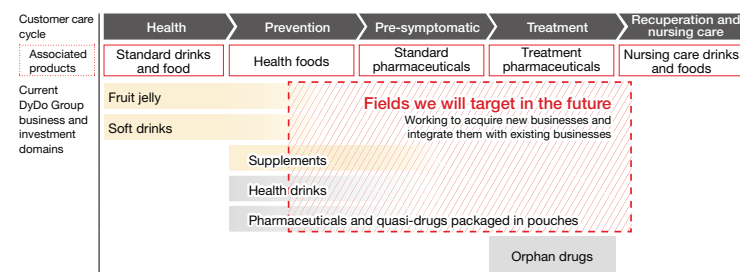 Customer care
cycle
Health
Prevention
Pre-symptomatic
Treatment
Recuperation and
nursing care
Associated
products
Standard drinks
and food
Health foods
Standard
pharmaceuticals
Treatment
pharmaceuticals
Nursing care drinks
and foods
Current
DyDo Group
business and
investment
domains
Fruit jelly
Soft drinks
Fields we will target in the future
Working to acquire new businesses and
integrate them with existing businesses
Supplements
Health drinks
Pharmaceuticals and quasi-drugs packaged in pouches
Orphan drugs